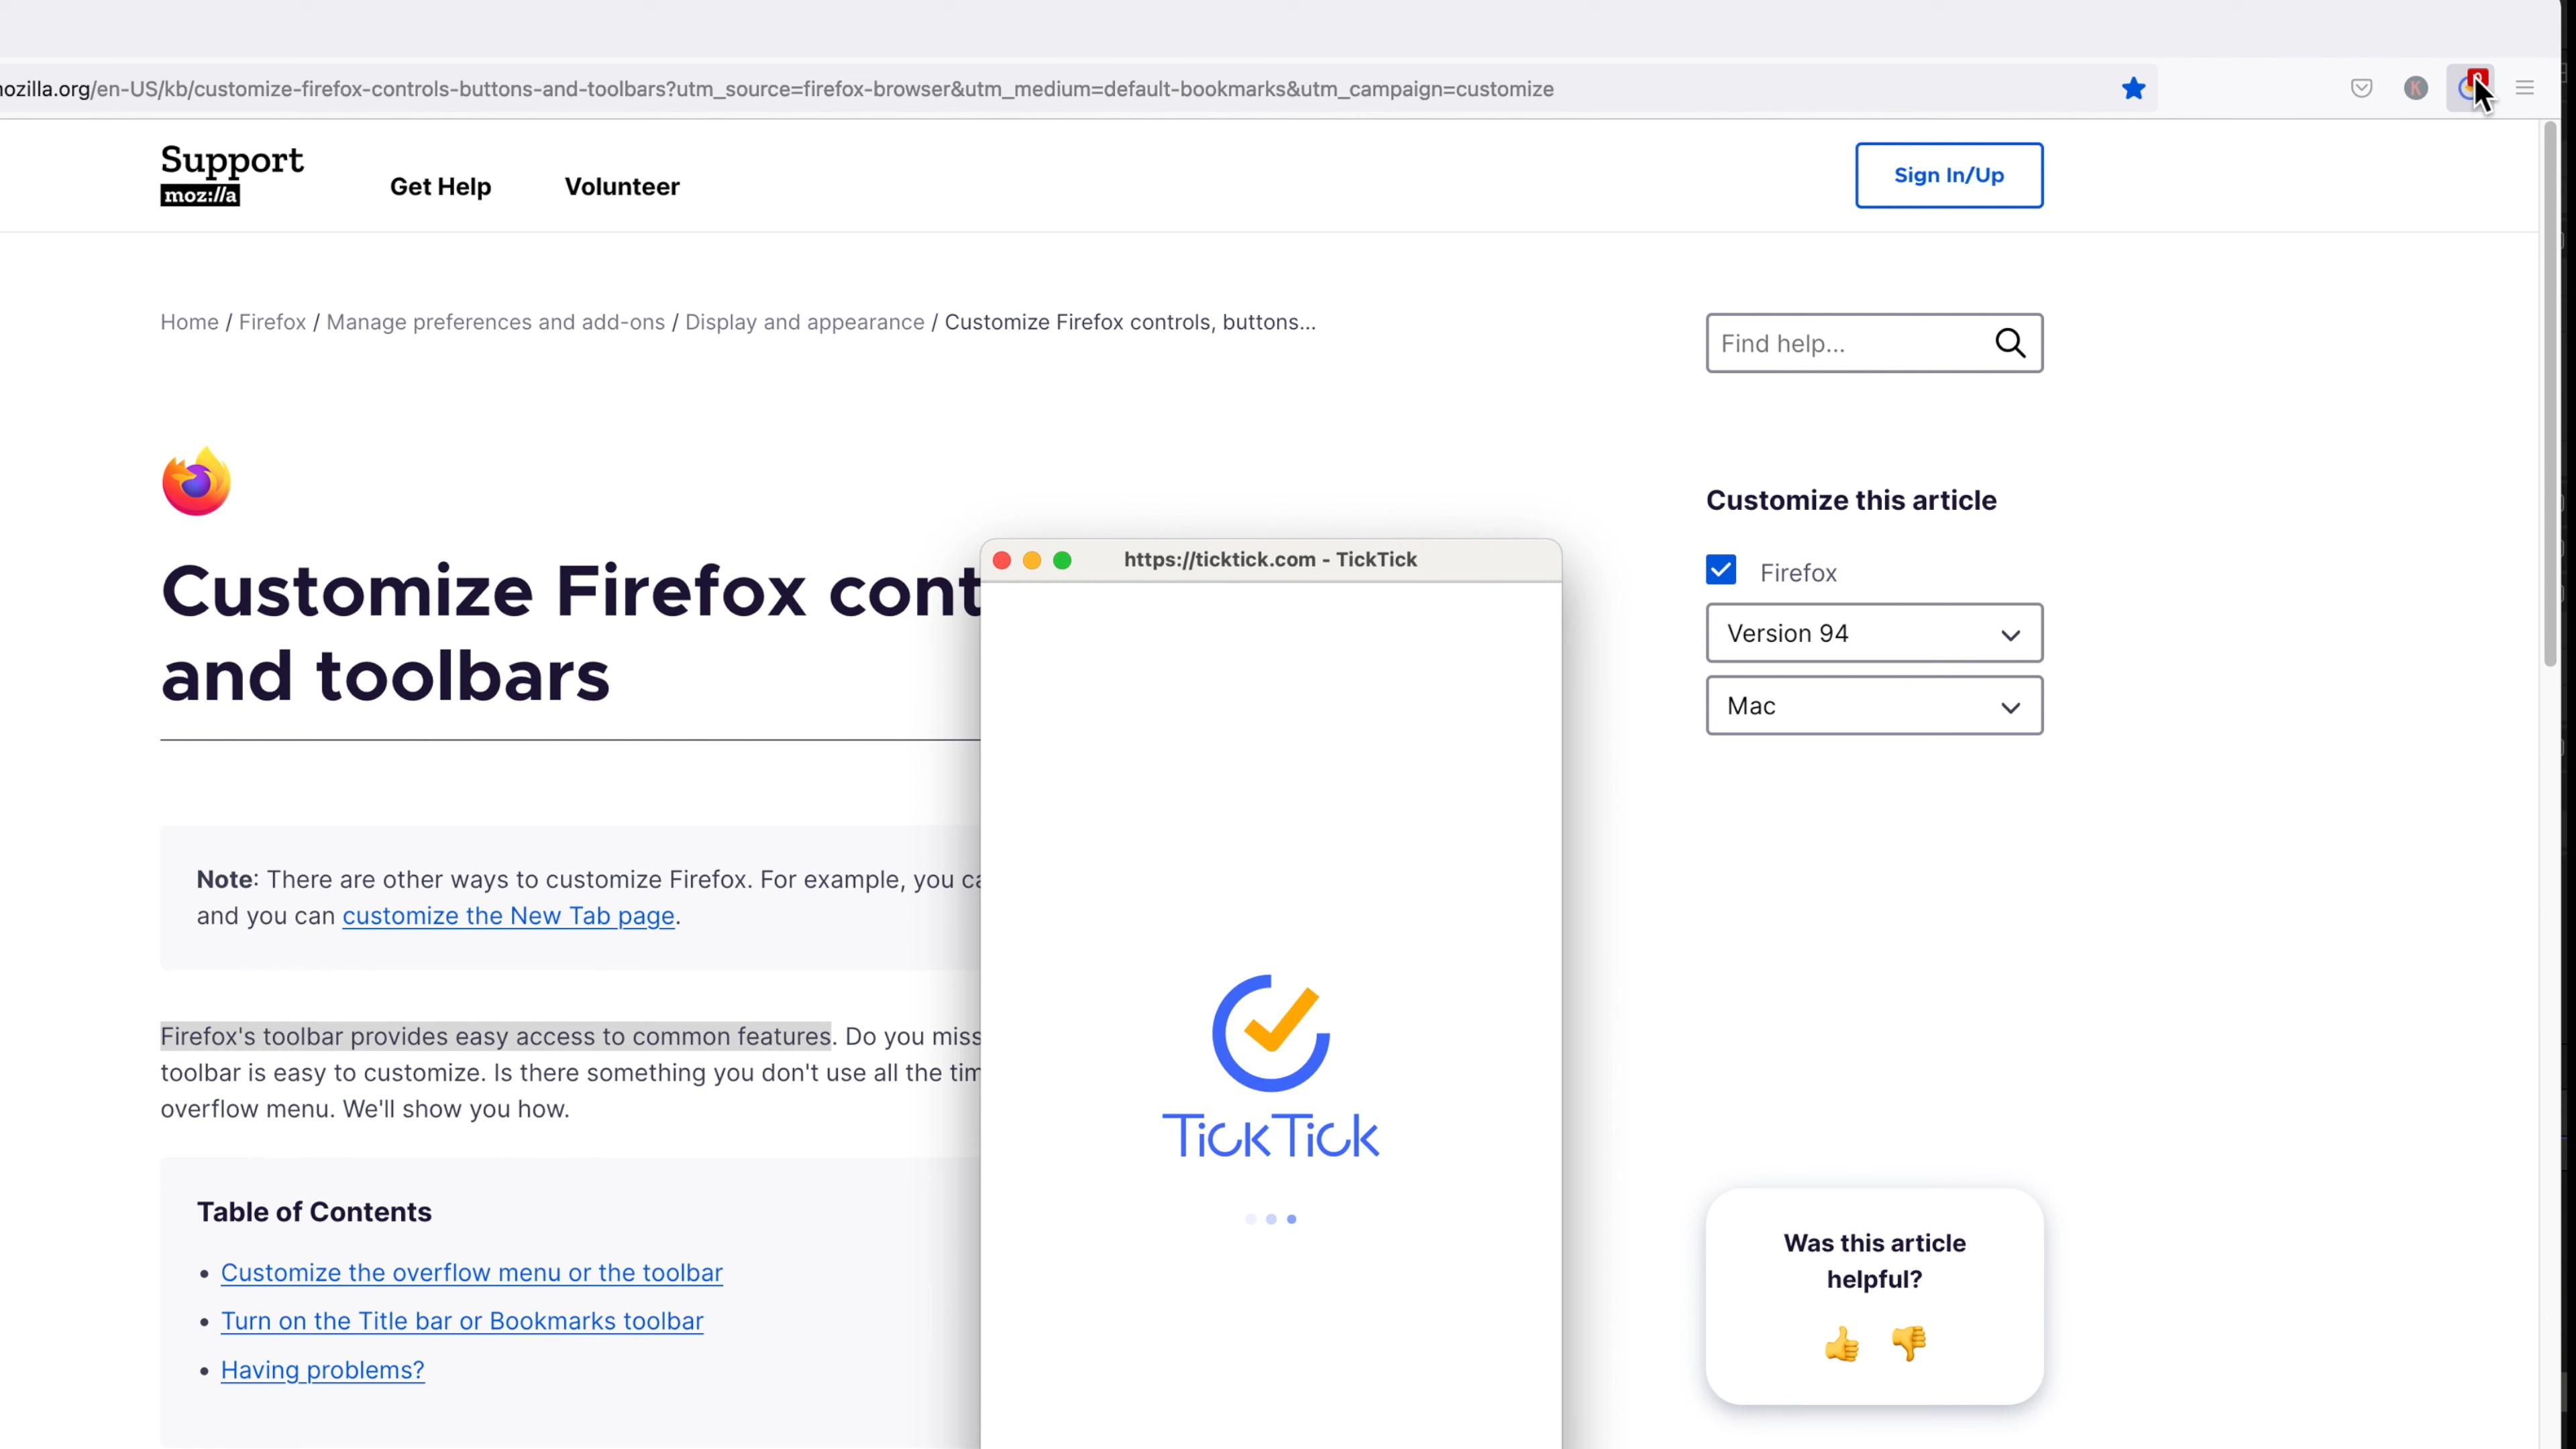 mozilla.org/en-US/kb/customize-firefox-controls-buttons-and-toolbars?utm_source=firefox-browser&utm_medium=default-bookmarks&utm_campaign=customize
K
Support
moz://a
Get Help
Volunteer
Sign In/Up
Home / Firefox / Manage preferences and add-ons / Display and appearance / Customize Firefox controls, buttons...
Find help...
Customize this article
Firefox
Version 94
Mac
Customize Firefox cont
and toolbars
https://ticktick.com - TickTick
Note: There are other ways to customize Firefox. For example, you ca
and you can customize the New Tab page.
Firefox's toolbar provides easy access to common features. Do you miss
toolbar is easy to customize. Is there something you don't use all the tim
overflow menu. We'll show you how.
TickTick
Table of Contents
• Customize the overflow menu or the toolbar
• Turn on the Title bar or Bookmarks toolbar
• Having problems?
Was this article
helpful?